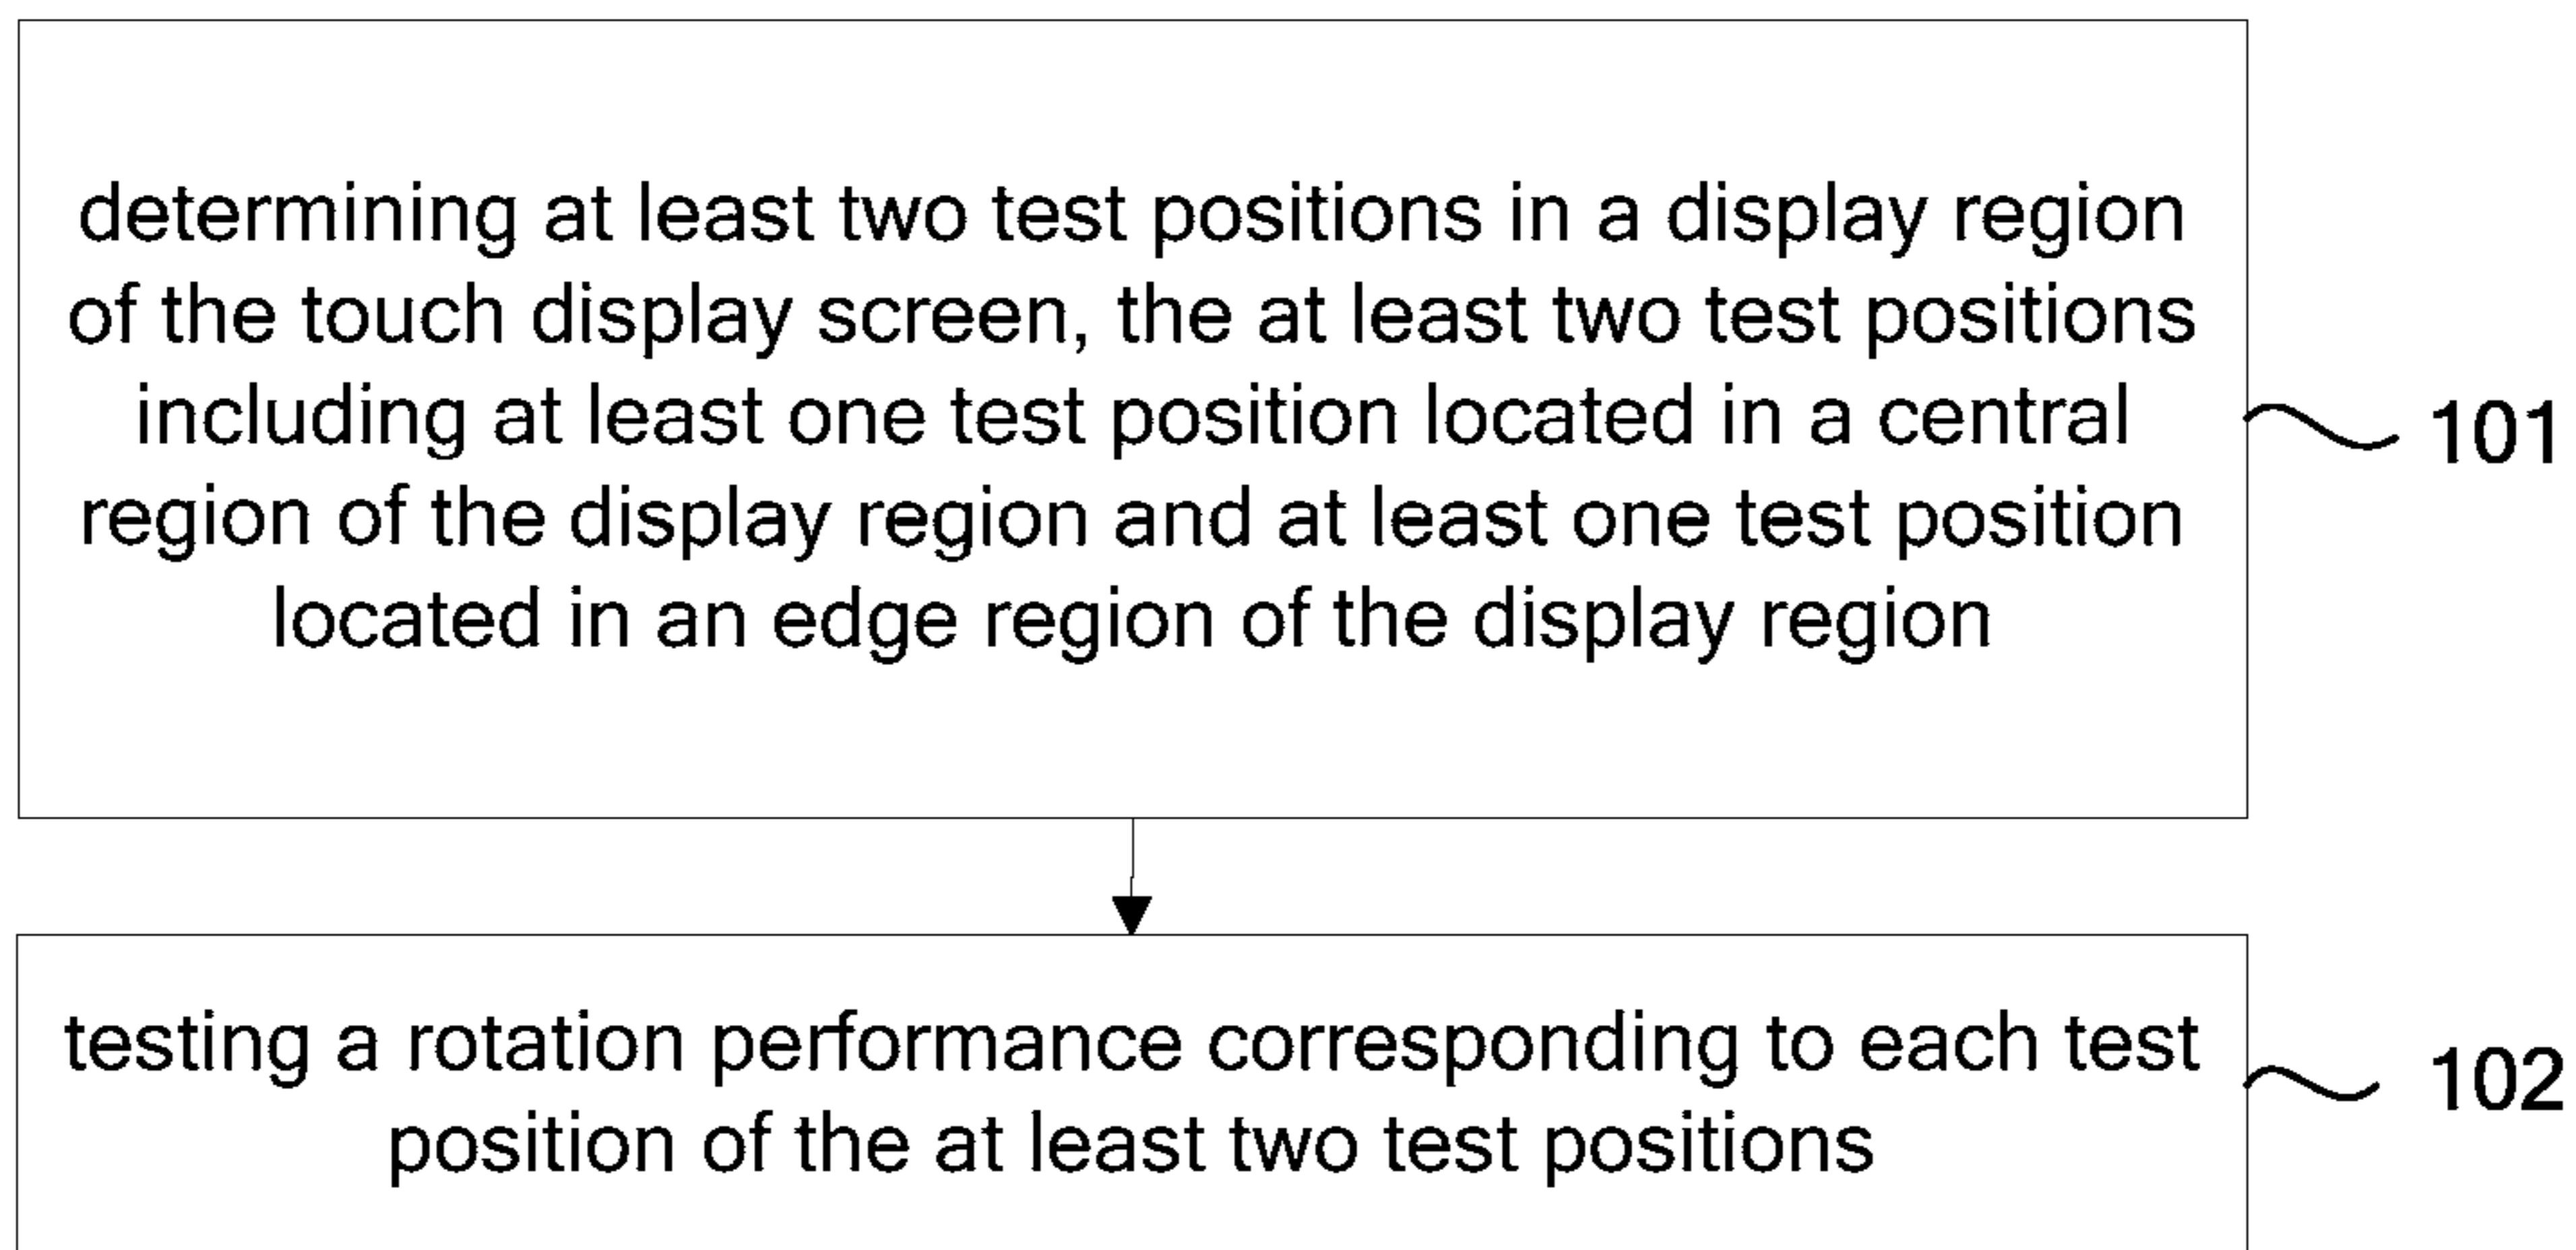 determining at least two test positions in a display region
of the touch display screen, the at least two test positions
including at least one test position located in a central
region of the display region and at least one test position
located in an edge region of the display region
101
testing a rotation performance corresponding to each test
position of the at least two test positions
102